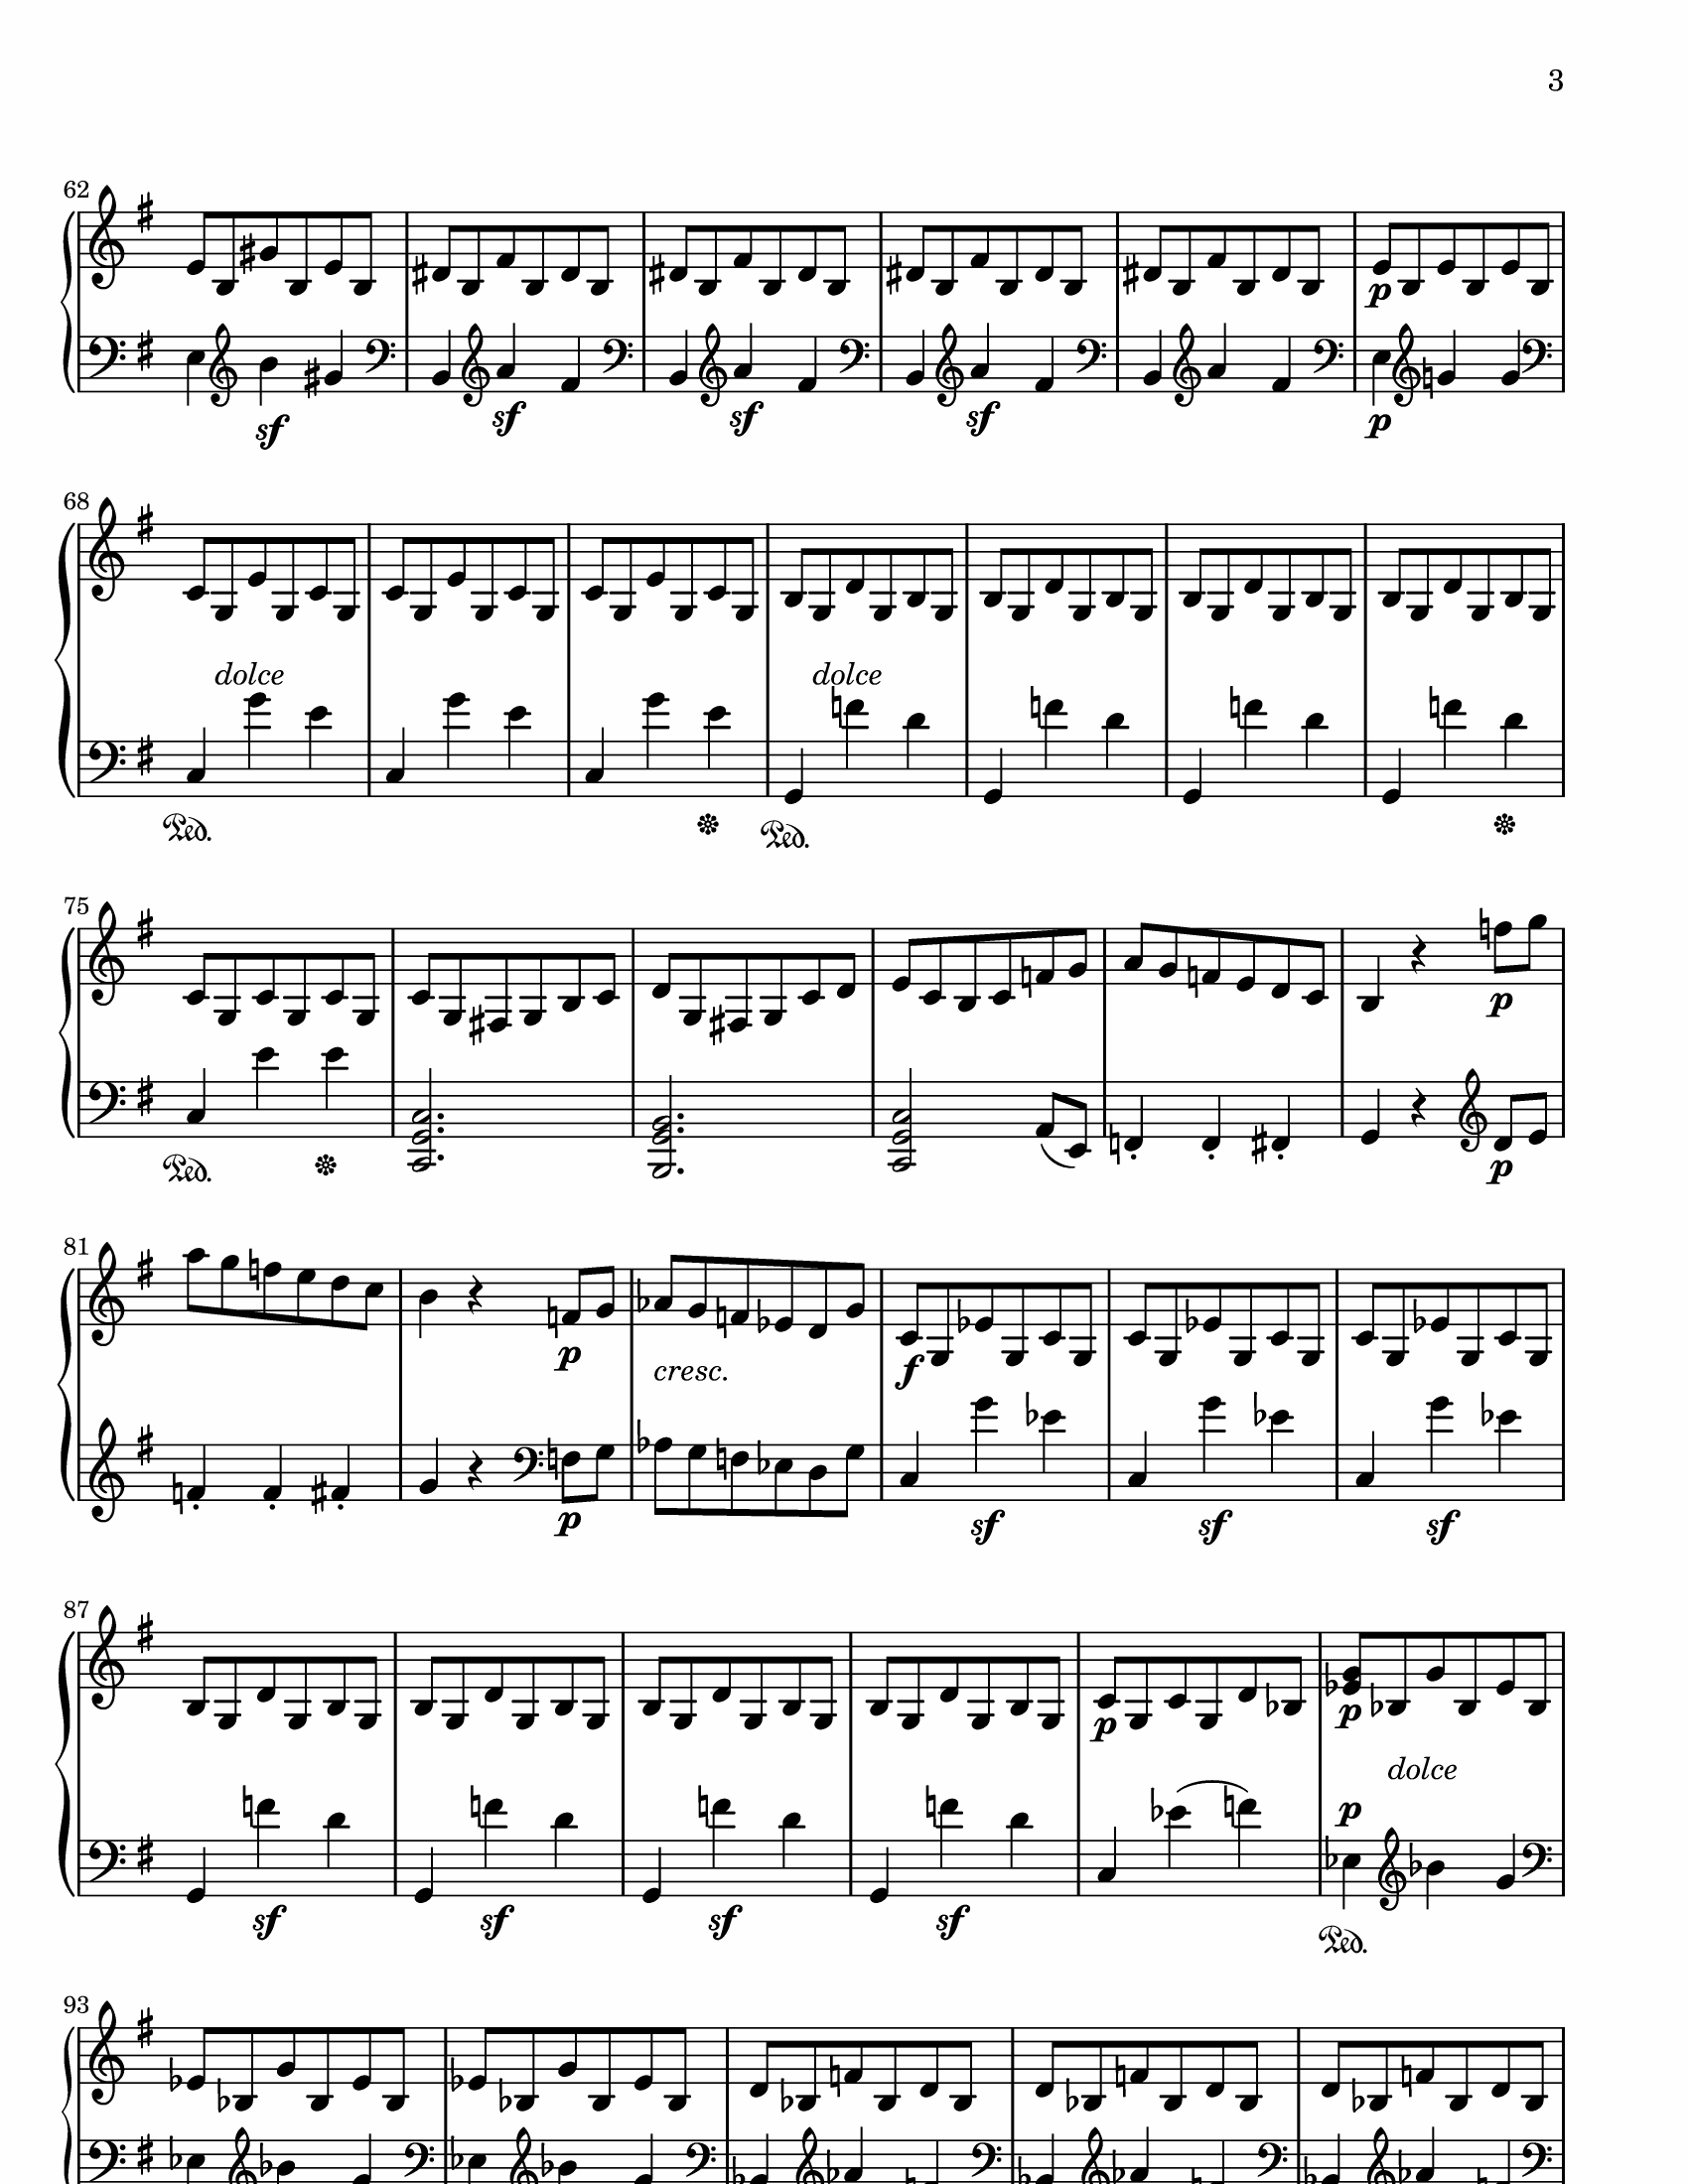 3
62
p
sf sf sf sf p
68
dolce dolce
Ped. Ped.
75
p
Ped. p
81
p cresc. f
p sf sf sf
87
p p
dolce
p
sf sf sf sf
Ped.
93